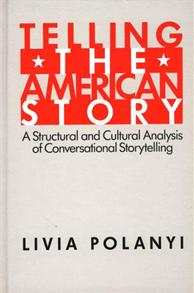 TELLING
THE
AMERICAN
STORY
A Structural and Cultural Analysis
of Conversational Storytelling
LIVIA POLANYI